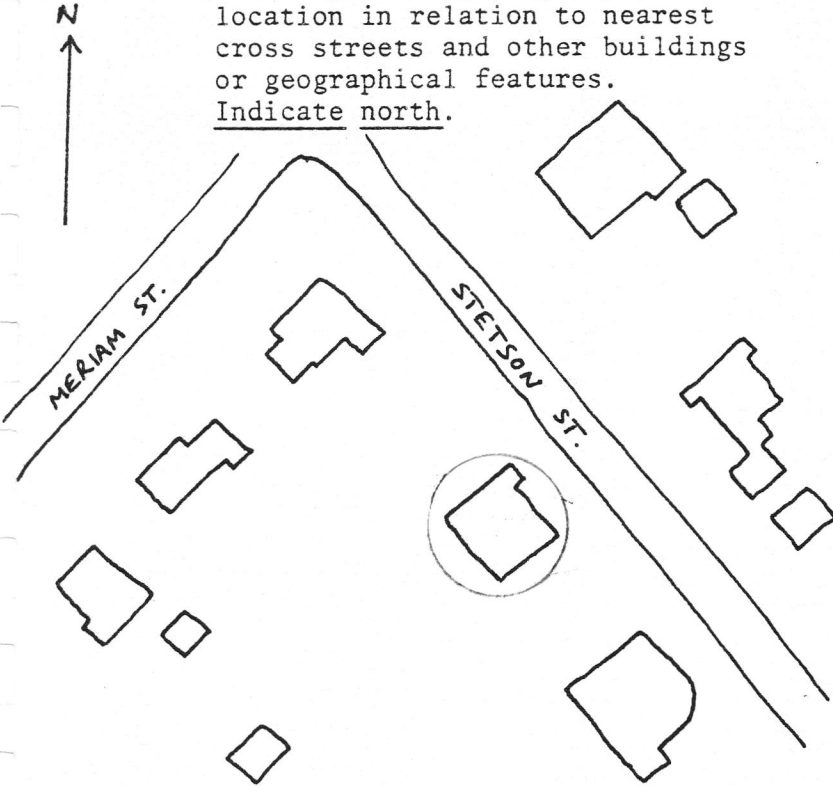 N
location in relation to nearest
cross streets and other buildings
or geographical features.
Indicate north.
MERIAM ST.
STETSON ST.